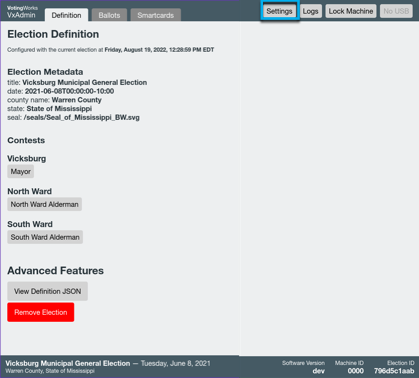 VotingWorks
VxAdmin
Definition
Ballots
Smartcards
Settings
Logs
Lock Machine
No USB
Election Definition
Configured with the current election at Friday, August 19, 2022, 12:28:59 PM EDT
Election Metadata
title: Vicksburg Municipal General Election
date: 2021-06-08T00:00:00-10:00
county name: Warren County
state: State of Mississippi
seal: /seals/Seal_of_Mississippi_BW.svg
Contests
Vicksburg
Mayor
North Ward
North Ward Alderman
South Ward
South Ward Alderman
Advanced Features
View Definition JSON
Remove Election
Vicksburg Municipal General Election — Tuesday, June 8, 2021
Warren County, State of Mississippi
Software Version
dev
Machine ID
0000
Election ID
796d5c1aab